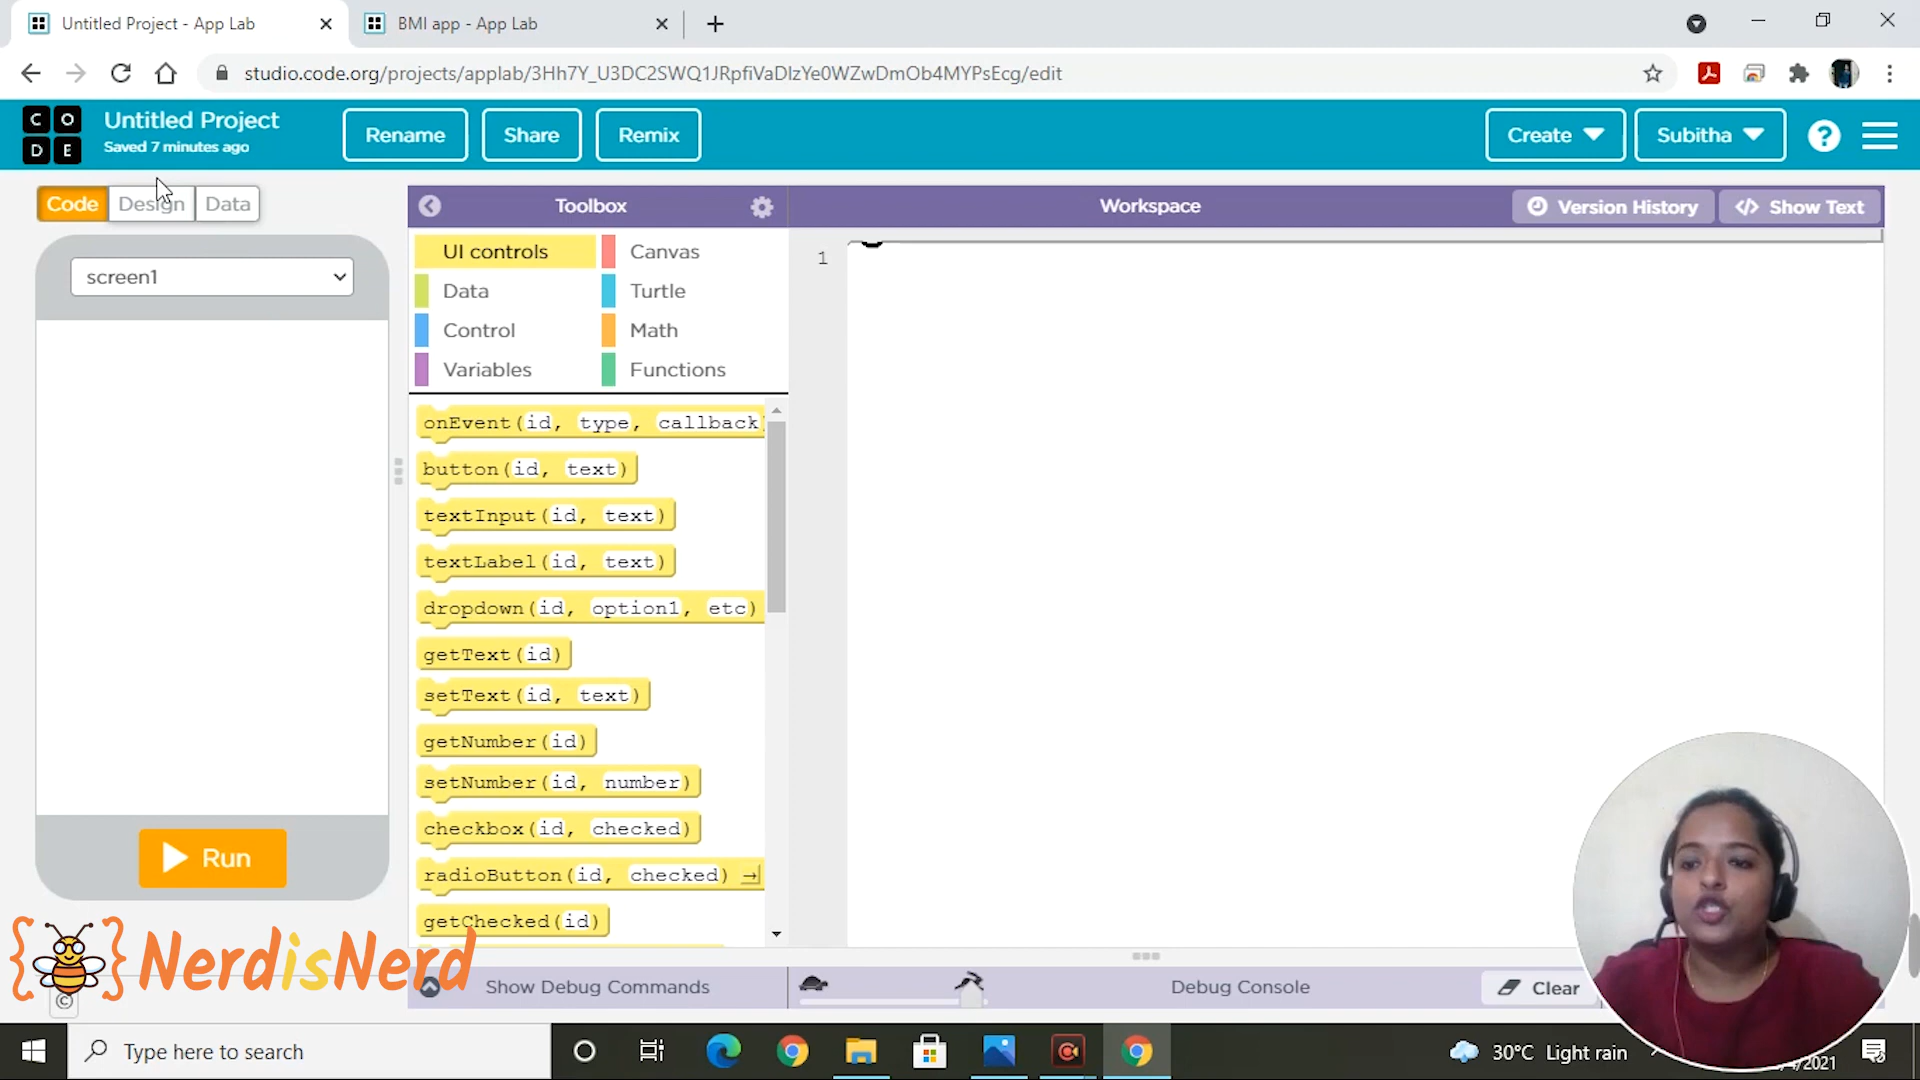 Untitled Project - App Lab
BMI app - App Lab
studio.code.org/projects/applab/3Hh7Y_U3DC2SWQ1JRpfiVaDlzYe0WZwDmOb4MYPsEcg/edit
CODE
Untitled Project
Saved 7 minutes ago
Rename
Share
Remix
Create
Subitha
?
Code
Design
Data
Toolbox
Workspace
Version History
Show Text
screen1
UI controls
Canvas
Data
Turtle
Control
Math
Variables
Functions
1
onEvent(id, type, callback)
button(id, text)
textInput(id, text)
textLabel(id, text)
dropdown(id, option1, etc)
getText(id)
setText(id, text)
getNumber(id)
setNumber(id, number)
checkbox(id, checked)
radioButton(id, checked)
getChecked(id)
Run
{NerdisNerd
Show Debug Commands
Debug Console
Clear
Type here to search
30°C Light rain
/2021